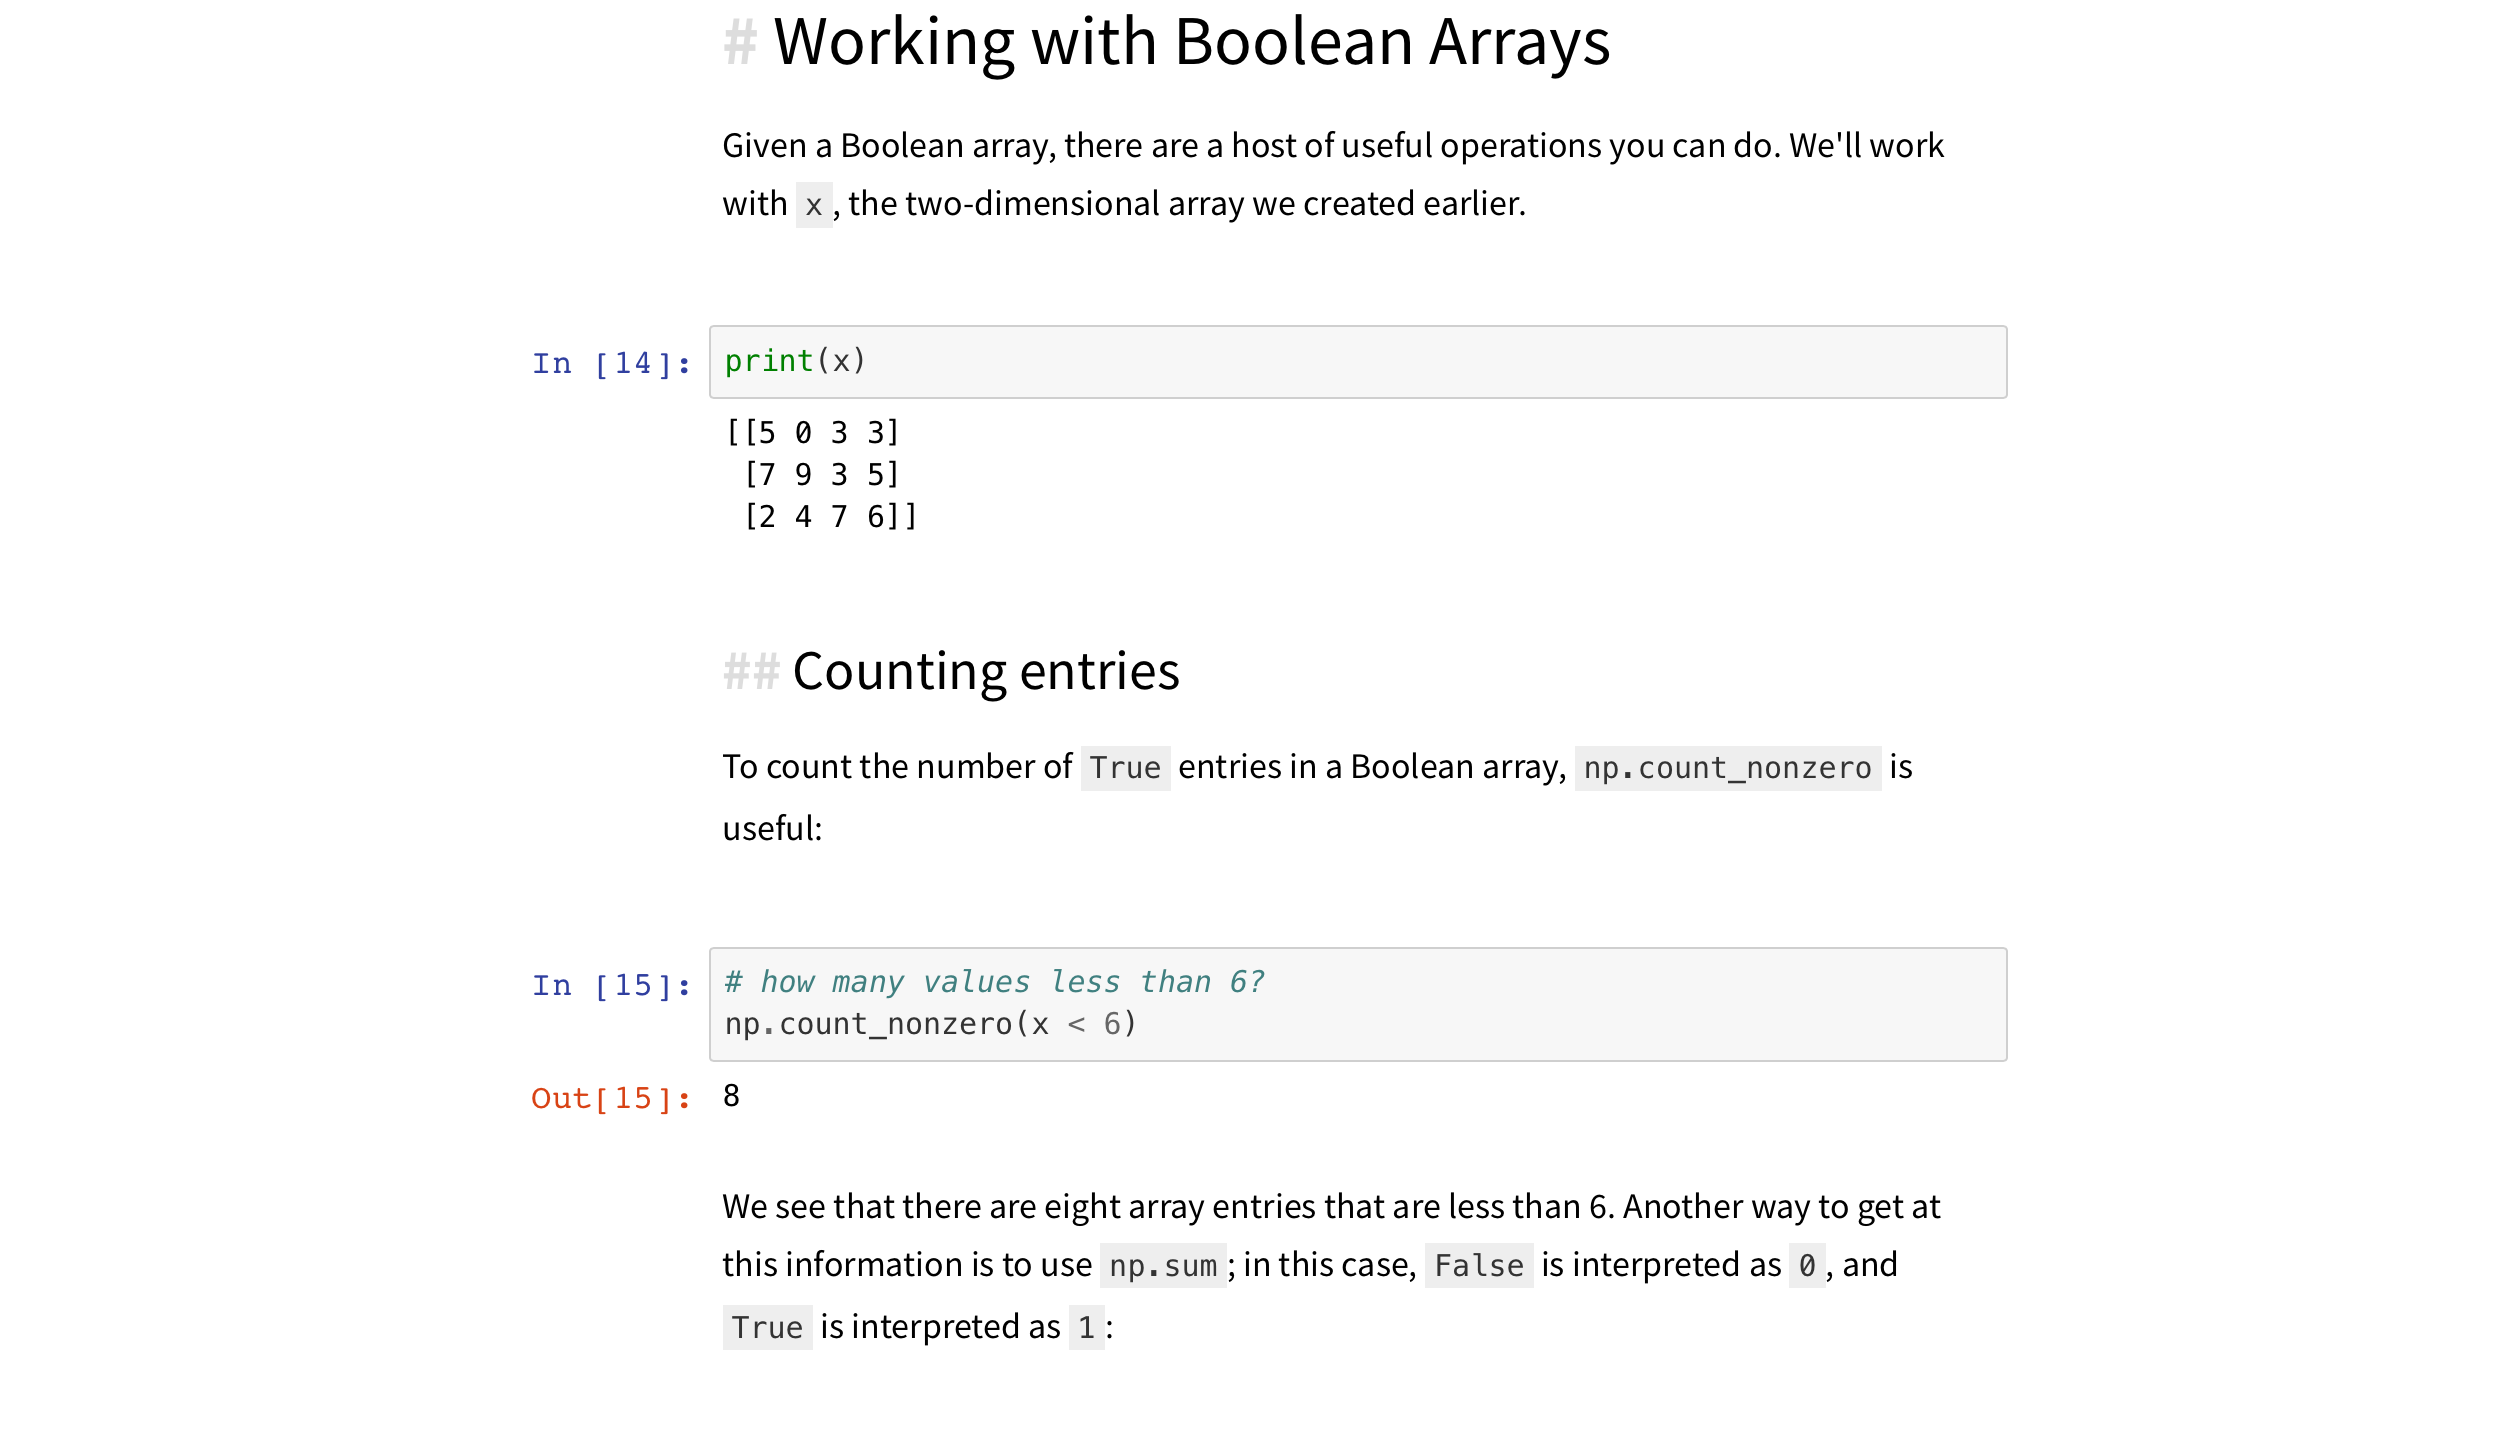 # Working with Boolean Arrays
Given a Boolean array, there are a host of useful operations you can do. We'll work
with x, the two-dimensional array we created earlier.
In [14]: print(x)
[[5 0 3 3]
 [7 9 3 5]
 [2 4 7 6]]
## Counting entries
To count the number of True entries in a Boolean array, np.count_nonzero is
useful:
In [15]: # how many values less than 6?
np.count_nonzero(x < 6)
Out[15]: 8
We see that there are eight array entries that are less than 6. Another way to get at
this information is to use np.sum; in this case, False is interpreted as 0, and
True is interpreted as 1: